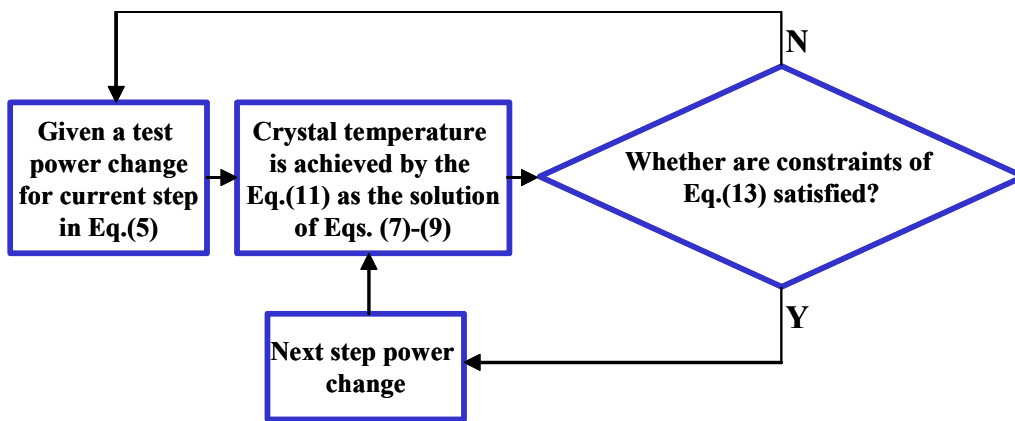 N
Given a test
power change
for current step
in Eq.(5)
Crystal temperature
is achieved by the
Eq.(11) as the solution
of Eqs. (7)-(9)
Whether are constraints of
Eq.(13) satisfied?
Y
Next step power
change